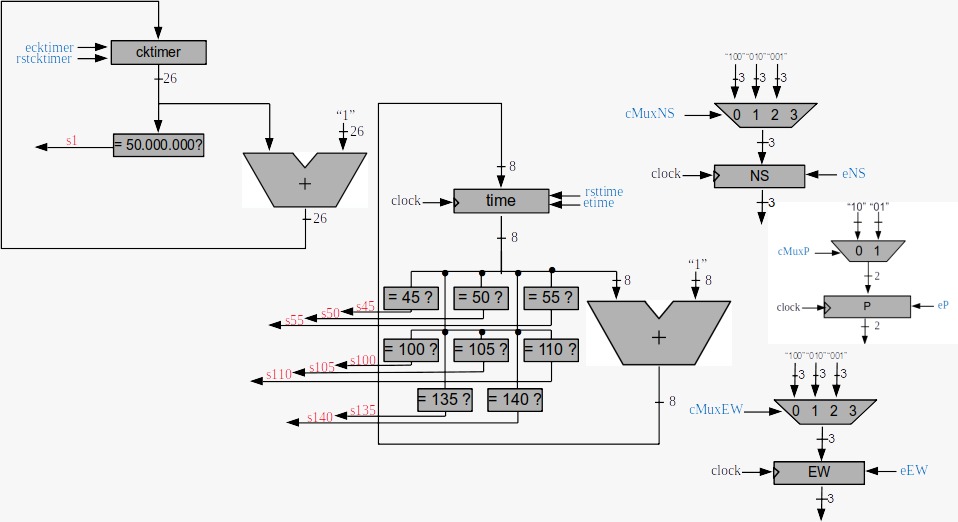 ecktimer
rstcktimer
cktimer
26
= 50.000.000?
s1
"1"
26
+
26
8
clock
time
rsttime
etime
8
= 45 ?
= 50 ?
= 55 ?
s45
s50
s55
= 100 ?
= 105 ?
= 110 ?
s100
s105
s110
= 135 ?
= 140 ?
s135
s140
8
"1"
8
+
8
"100" "010" "001"
3
3
3
cMuxNS
0 1 2 3
3
clock
NS
eNS
3
"10" "01"
cMuxP
0 1
2
clock
P
eP
2
"100" "010" "001"
3
3
3
cMuxEW
0 1 2 3
3
clock
EW
eEW
3